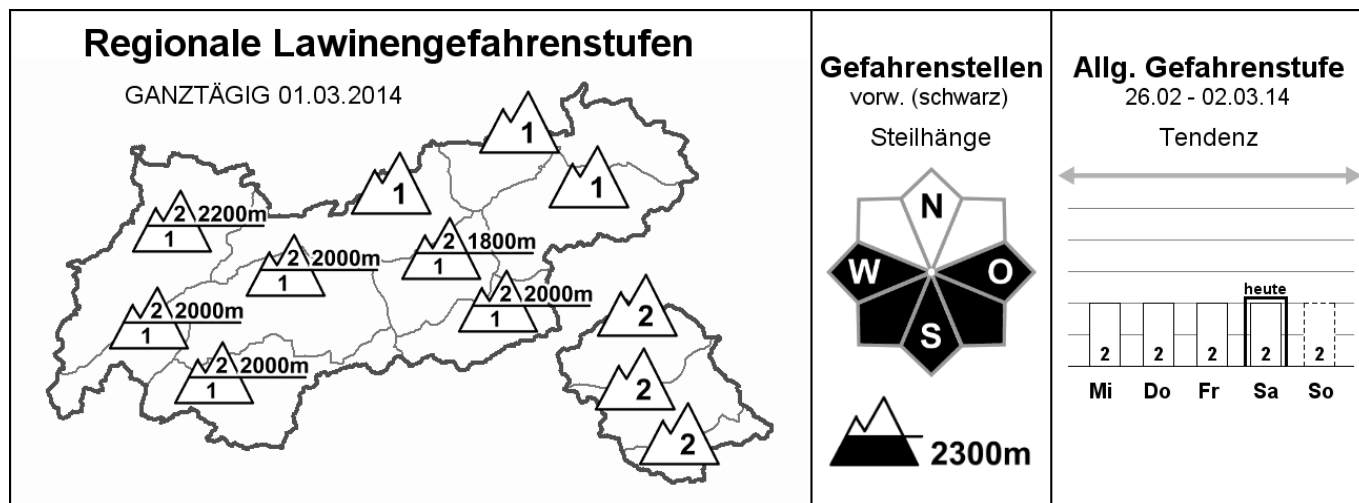 Regionale Lawinengefahrenstufen
GANZTÄGIG 01.03.2014
1
1
1
2 2200m
1
2 1800m
1
2 2000m
1
2 2000m
1
2 2000m
1
2 2000m
1
2
2
2
Gefahrenstellen
vorw. (schwarz)
Steilhänge
N
W O
S
2300m
Allg. Gefahrenstufe
26.02 - 02.03.14
Tendenz
heute
2 2 2 2 2
Mi Do Fr Sa So